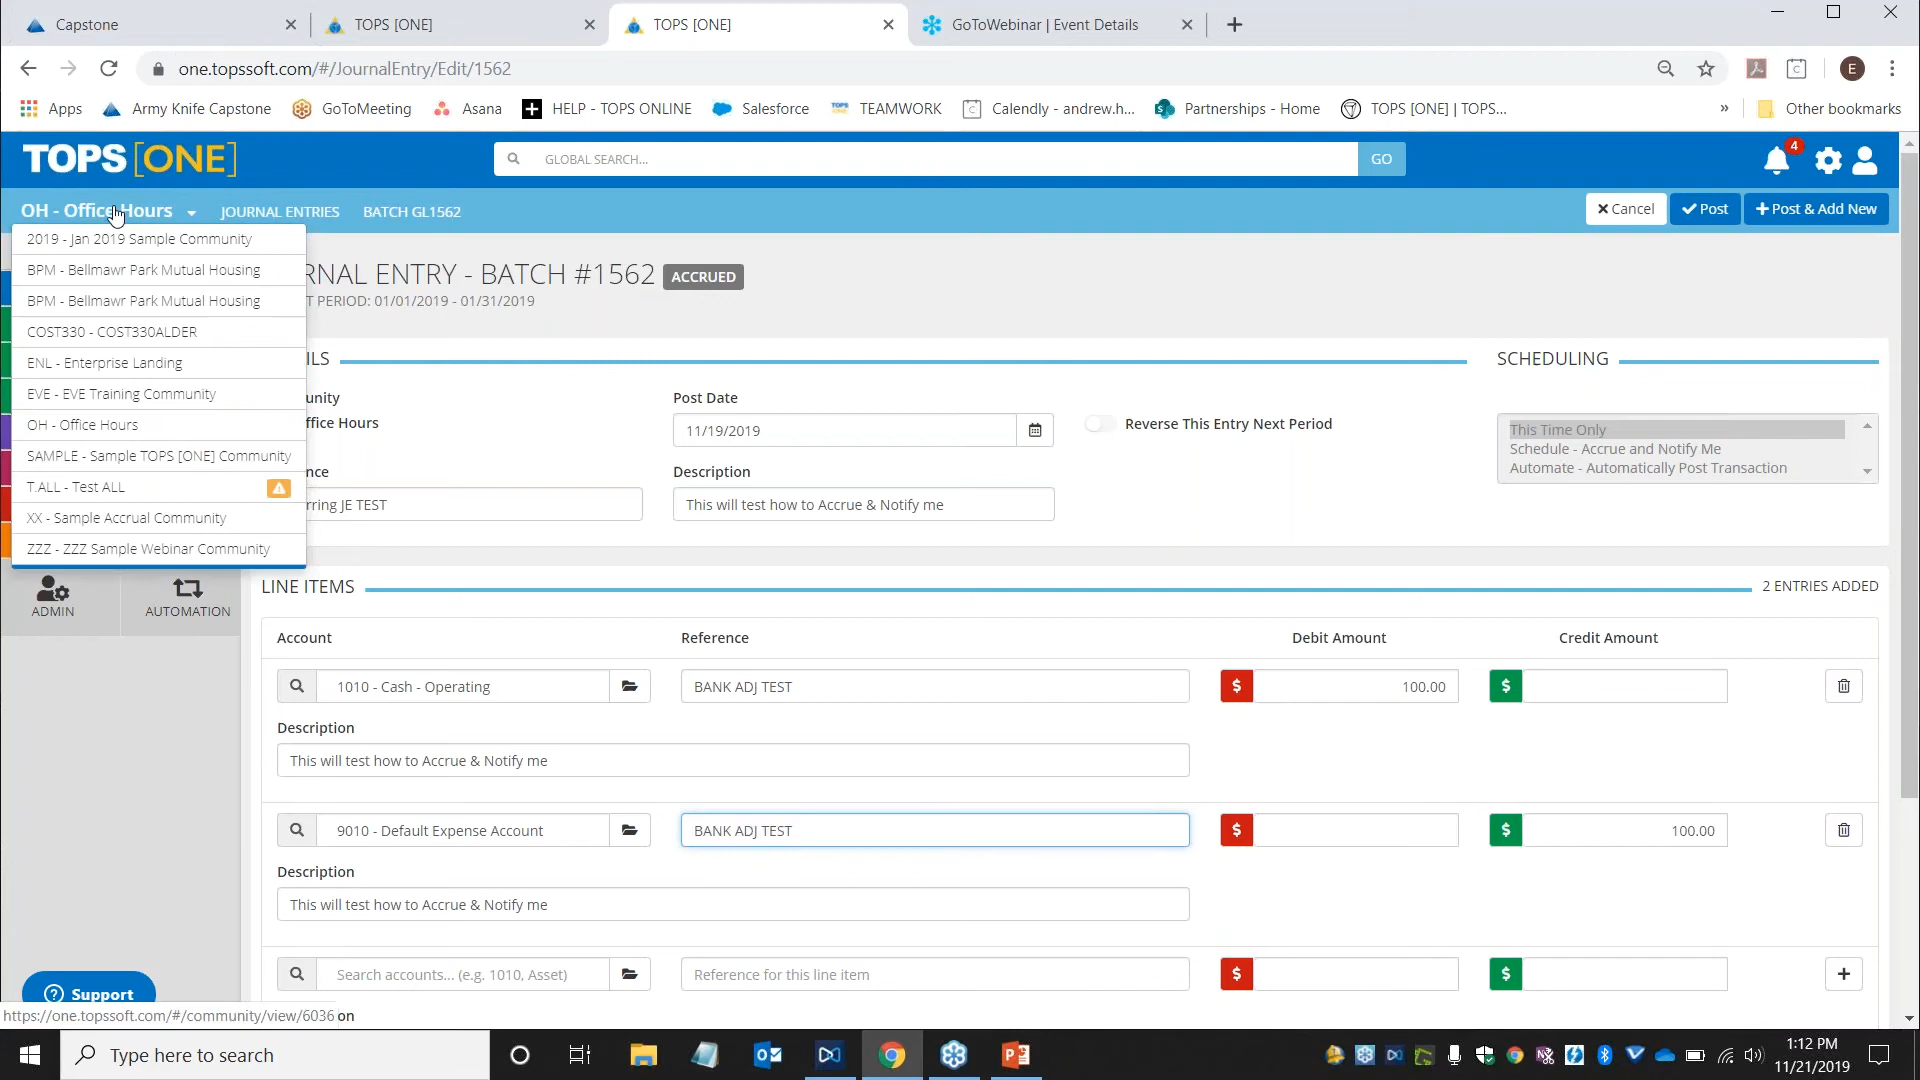 Capstone
TOPS [ONE]
TOPS [ONE]
GoToWebinar | Event Details
one.topssoft.com/#/JournalEntry/Edit/1562
E
Apps
Army Knife Capstone
GoToMeeting
Asana
HELP - TOPS ONLINE
Salesforce
TOPS
TEAMWORK
Calendly - andrew.h...
Partnerships - Home
TOPS [ONE] | TOPS...
»
Other bookmarks
TOPS [ONE]
GLOBAL SEARCH...
GO
4
OH - Office Hours
JOURNAL ENTRIES
BATCH GL1562
Cancel
Post
Post & Add New
2019 - Jan 2019 Sample Community
BPM - Bellmawr Park Mutual Housing
BPM - Bellmawr Park Mutual Housing
COST330 - COST330ALDER
ENL - Enterprise Landing
EVE - EVE Training Community
OH - Office Hours
SAMPLE - Sample TOPS [ONE] Community
T.ALL - Test ALL
XX - Sample Accrual Community
ZZZ - ZZZ Sample Webinar Community
RNAL ENTRY - BATCH #1562 ACCRUED
T PERIOD: 01/01/2019 - 01/31/2019
ILS
SCHEDULING
unity
ffice Hours
Post Date
11/19/2019
Reverse This Entry Next Period
This Time Only
Schedule - Accrue and Notify Me
Automate - Automatically Post Transaction
nce
rring JE TEST
Description
This will test how to Accrue & Notify me
ADMIN
AUTOMATION
LINE ITEMS
2 ENTRIES ADDED
Account
Reference
Debit Amount
Credit Amount
1010 - Cash - Operating
BANK ADJ TEST
$
100.00
$
Description
This will test how to Accrue & Notify me
9010 - Default Expense Account
BANK ADJ TEST
$
$
100.00
Description
This will test how to Accrue & Notify me
Search accounts... (e.g. 1010, Asset)
Reference for this line item
$
$
Support
https://one.topssoft.com/#/community/view/6036
on
Type here to search
1:12 PM
11/21/2019